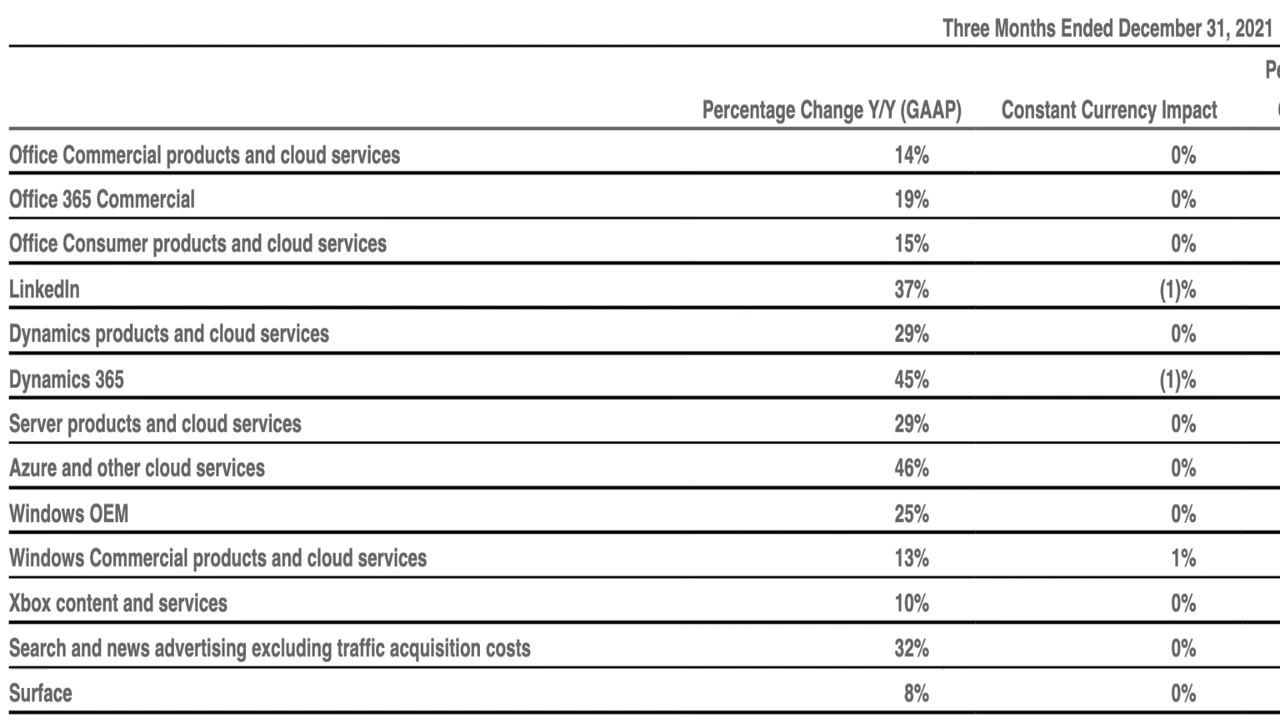 Three Months Ended December 31, 2021
Percentage Change Y/Y (GAAP) Constant Currency Impact
Office Commercial products and cloud services 14% 0%
Office 365 Commercial 19% 0%
Office Consumer products and cloud services 15% 0%
LinkedIn 37% (1)%
Dynamics products and cloud services 29% 0%
Dynamics 365 45% (1)%
Server products and cloud services 29% 0%
Azure and other cloud services 46% 0%
Windows OEM 25% 0%
Windows Commercial products and cloud services 13% 1%
Xbox content and services 10% 0%
Search and news advertising excluding traffic acquisition costs 32% 0%
Surface 8% 0%